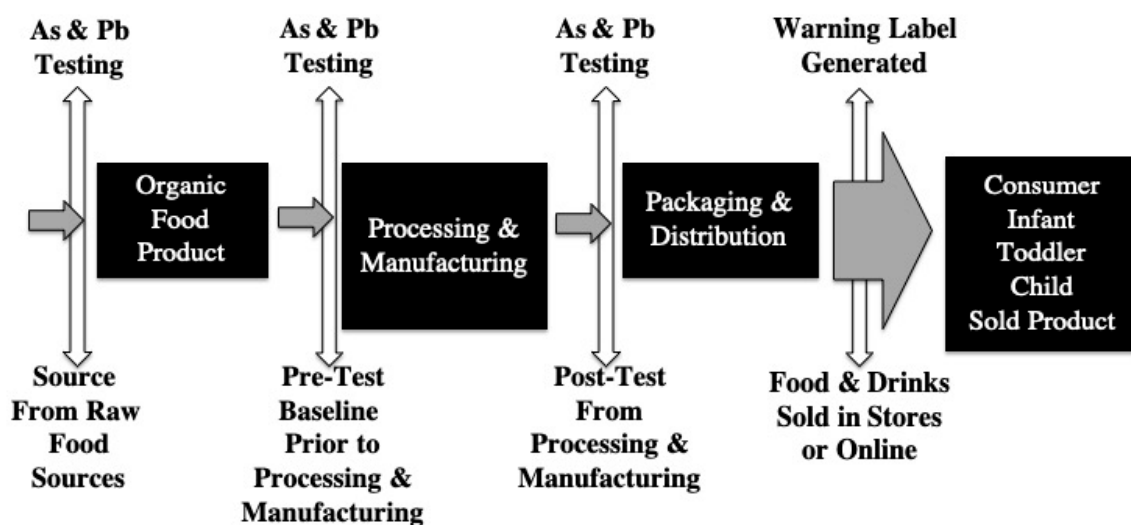 As & Pb
Testing
As & Pb
Testing
As & Pb
Testing
Warning Label
Generated
Organic
Food
Product
Processing &
Manufacturing
Packaging &
Distribution
Consumer
Infant
Toddler
Child
Sold Product
Source
From Raw
Food
Sources
Pre-Test
Baseline
Prior to
Processing &
Manufacturing
Post-Test
From
Processing &
Manufacturing
Food & Drinks
Sold in Stores
or Online